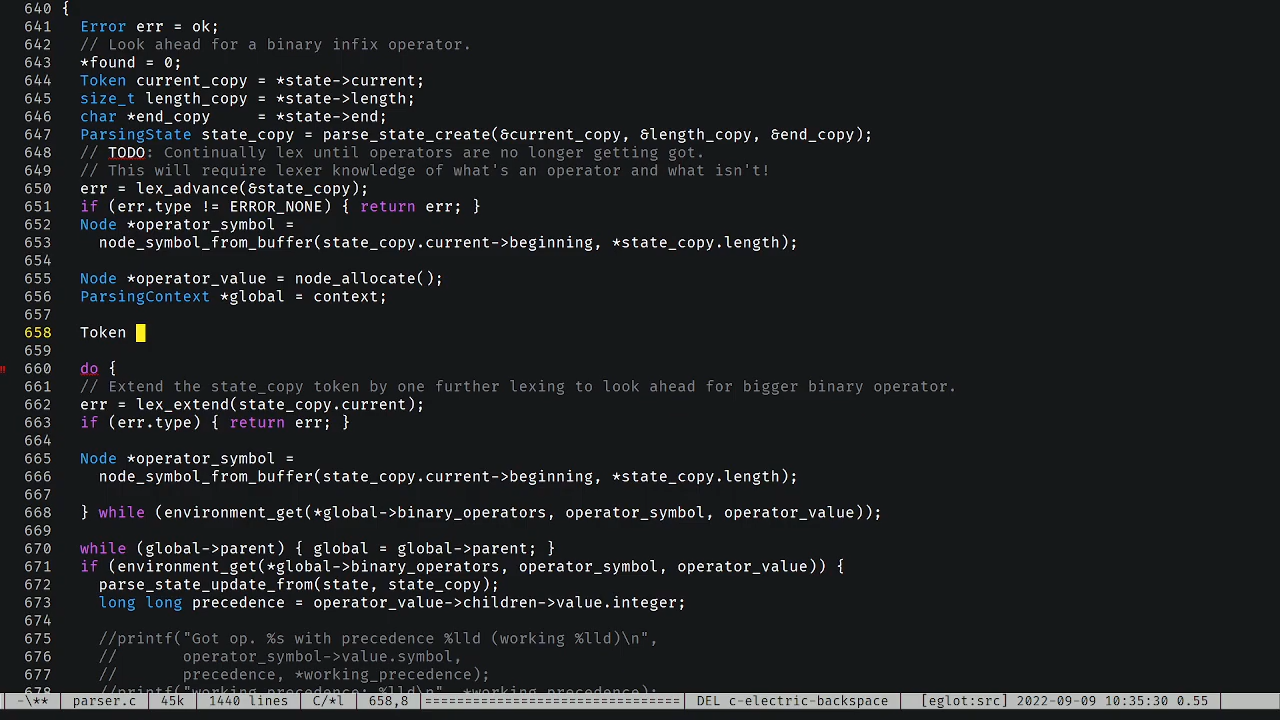 640 {
641   Error err = ok;
642   // Look ahead for a binary infix operator.
643   *found = 0;
644   Token current_copy = *state->current;
645   size_t length_copy = *state->length;
646   char *end_copy     = *state->end;
647   ParsingState state_copy = parse_state_create(&current_copy, &length_copy, &end_copy);
648   // TODO: Continually lex until operators are no longer getting got.
649   // This will require lexer knowledge of what's an operator and what isn't!
650   err = lex_advance(&state_copy);
651   if (err.type != ERROR_NONE) { return err; }
652   Node *operator_symbol =
653     node_symbol_from_buffer(state_copy.current->beginning, *state_copy.length);
654
655   Node *operator_value = node_allocate();
656   ParsingContext *global = context;
657
658   Token
659
660   do {
661   // Extend the state_copy token by one further lexing to look ahead for bigger binary operator.
662   err = lex_extend(state_copy.current);
663   if (err.type) { return err; }
664
665   Node *operator_symbol =
666     node_symbol_from_buffer(state_copy.current->beginning, *state_copy.length);
667
668   } while (environment_get(*global->binary_operators, operator_symbol, operator_value));
669
670   while (global->parent) { global = global->parent; }
671   if (environment_get(*global->binary_operators, operator_symbol, operator_value)) {
672     parse_state_update_from(state, state_copy);
673     long long precedence = operator_value->children->value.integer;
674
675     //printf("Got op. %s with precedence %lld (working %lld)\n",
676     //       operator_symbol->value.symbol,
677     //       precedence, *working_precedence);
678     //printf("working precedence: %lld\n", *working_precedence);
-\** parser.c 45k 1440 lines C/*l 658,8 ============================ DEL c-electric-backspace [eglot:src] 2022-09-09 10:35:30 0.55